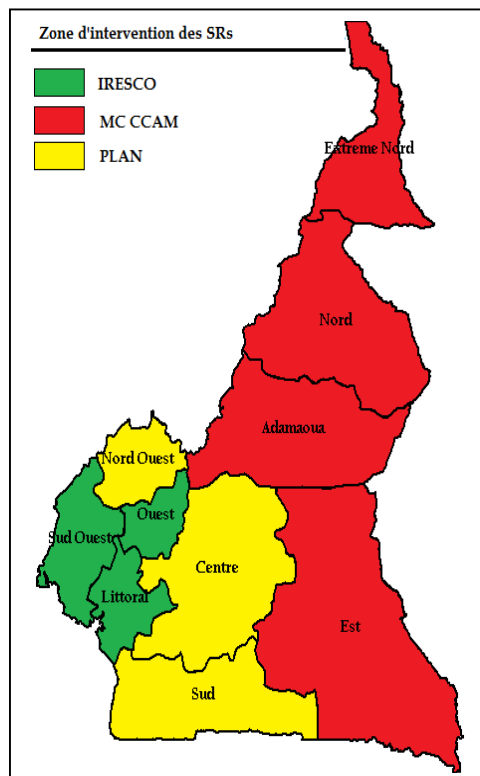 Zone d'intervention des SRs
IRESCO
MC CCAM
PLAN
Extreme Nord
Nord
Adamaoua
Nord Ouest
Ouest
Sud Ouest
Centre
Littoral
Est
Sud